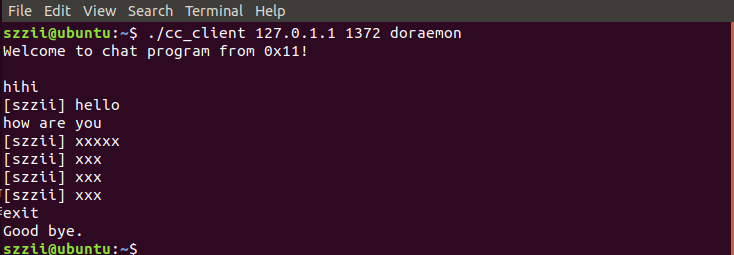 File Edit View Search Terminal Help
szzii@ubuntu:~$ ./cc_client 127.0.1.1 1372 doraemon
Welcome to chat program from 0x11!
hihi
[szzii] hello
how are you
[szzii] xxxxx
[szzii] xxx
[szzii] xxx
[szzii] xxx
exit
Good bye.
szzii@ubuntu:~$